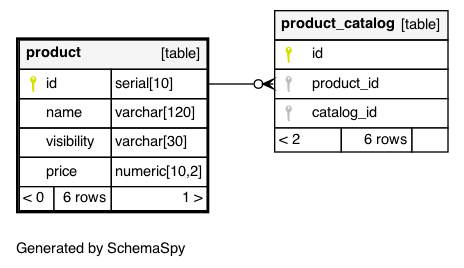 product [table]
id serial[10]
name varchar[120]
visibility varchar[30]
price numeric[10,2]
< 0 6 rows 1 >
product_catalog [table]
id
product_id
catalog_id
< 2 6 rows
Generated by SchemaSpy